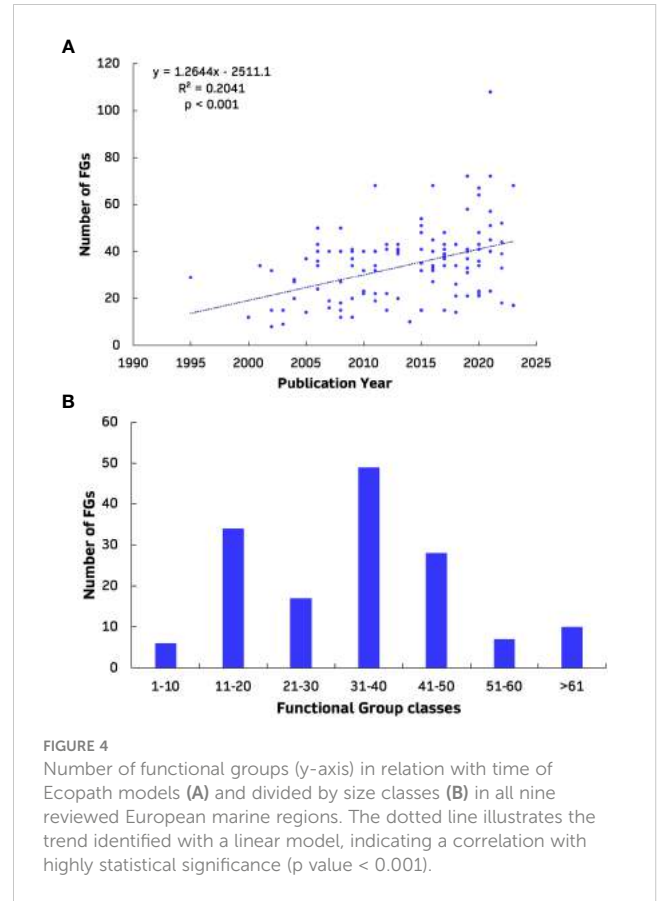 A
y = 1.2644x - 2511.1
R² = 0.2041
p < 0.001
120
100
80
60
40
20
0
Number of FGs
1990 1995 2000 2005 2010 2015 2020 2025
Publication Year
B
60
50
40
30
20
10
0
Number of FGs
1-10 11-20 21-30 31-40 41-50 51-60 >61
Functional Group classes
FIGURE 4
Number of functional groups (y-axis) in relation with time of
Ecopath models (A) and divided by size classes (B) in all nine
reviewed European marine regions. The dotted line illustrates the
trend identified with a linear model, indicating a correlation with
highly statistical significance (p value < 0.001).